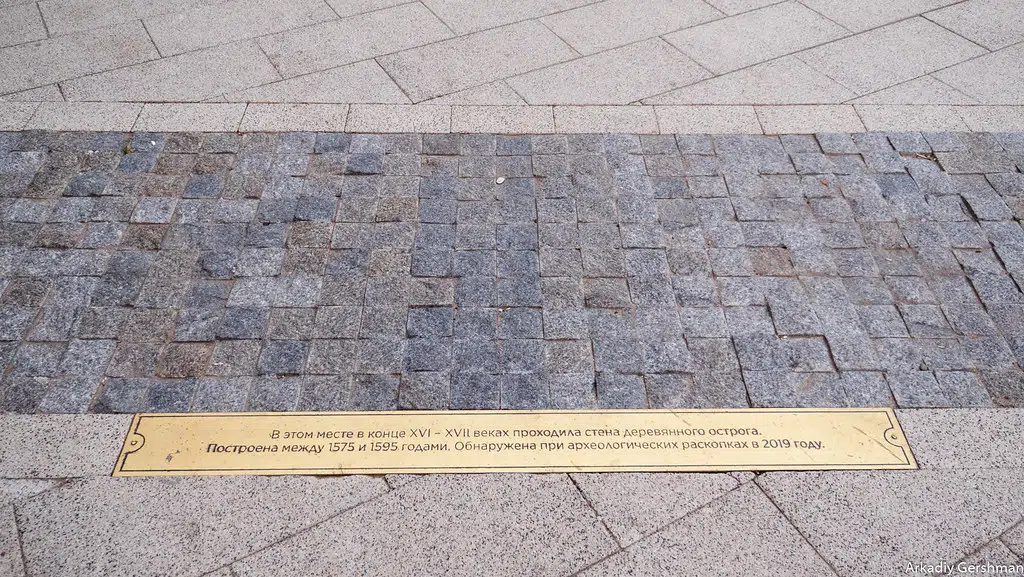 В этом месте в конце XVI – XVII веках проходила стена деревянного острога.
Построена между 1575 и 1595 годами. Обнаружена при археологических раскопках в 2019 году.
Arkadiy Gershman